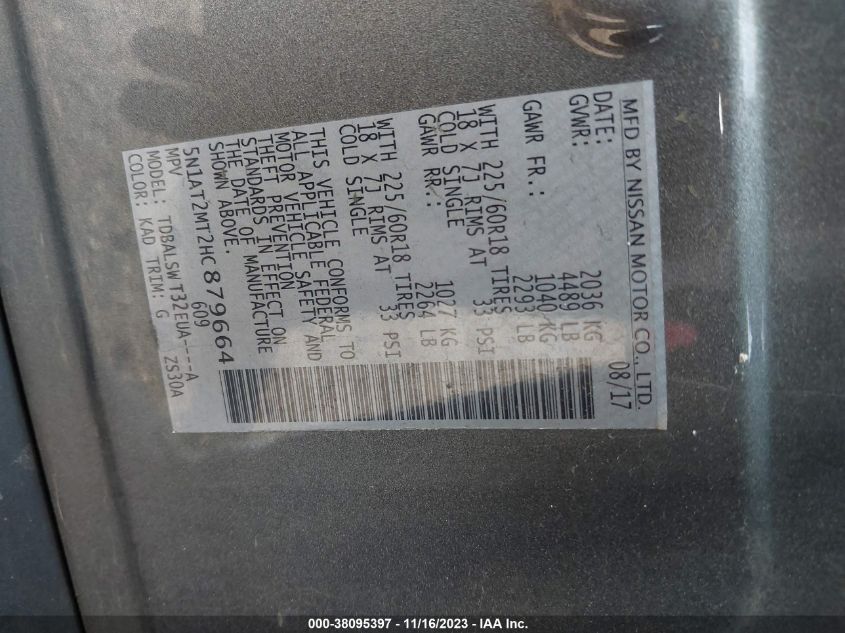 MFD BY NISSAN MOTOR CO., LTD.
DATE: 08/17
GVWR: 2036 KG
4489 LB
GAWR FR.: 1040 KG
2293 LB
WITH 225/60R18 TIRES
18 X 7J RIMS AT 33 PSI
COLD SINGLE
GAWR RR.: 1027 KG
2264 LB
WITH 225/60R18 TIRES
18 X 7J RIMS AT 33 PSI
COLD SINGLE
THIS VEHICLE CONFORMS TO
ALL APPLICABLE FEDERAL
MOTOR VEHICLE SAFETY AND
THEFT PREVENTION
STANDARDS IN EFFECT ON
THE DATE OF MANUFACTURE
SHOWN ABOVE.
5N1AT2MT2HC879664
MPV 609
MODEL: TDBALSWT32EUA----A
COLOR: KAD TRIM: G ZS30A
000-38095397 - 11/16/2023 - IAA Inc.